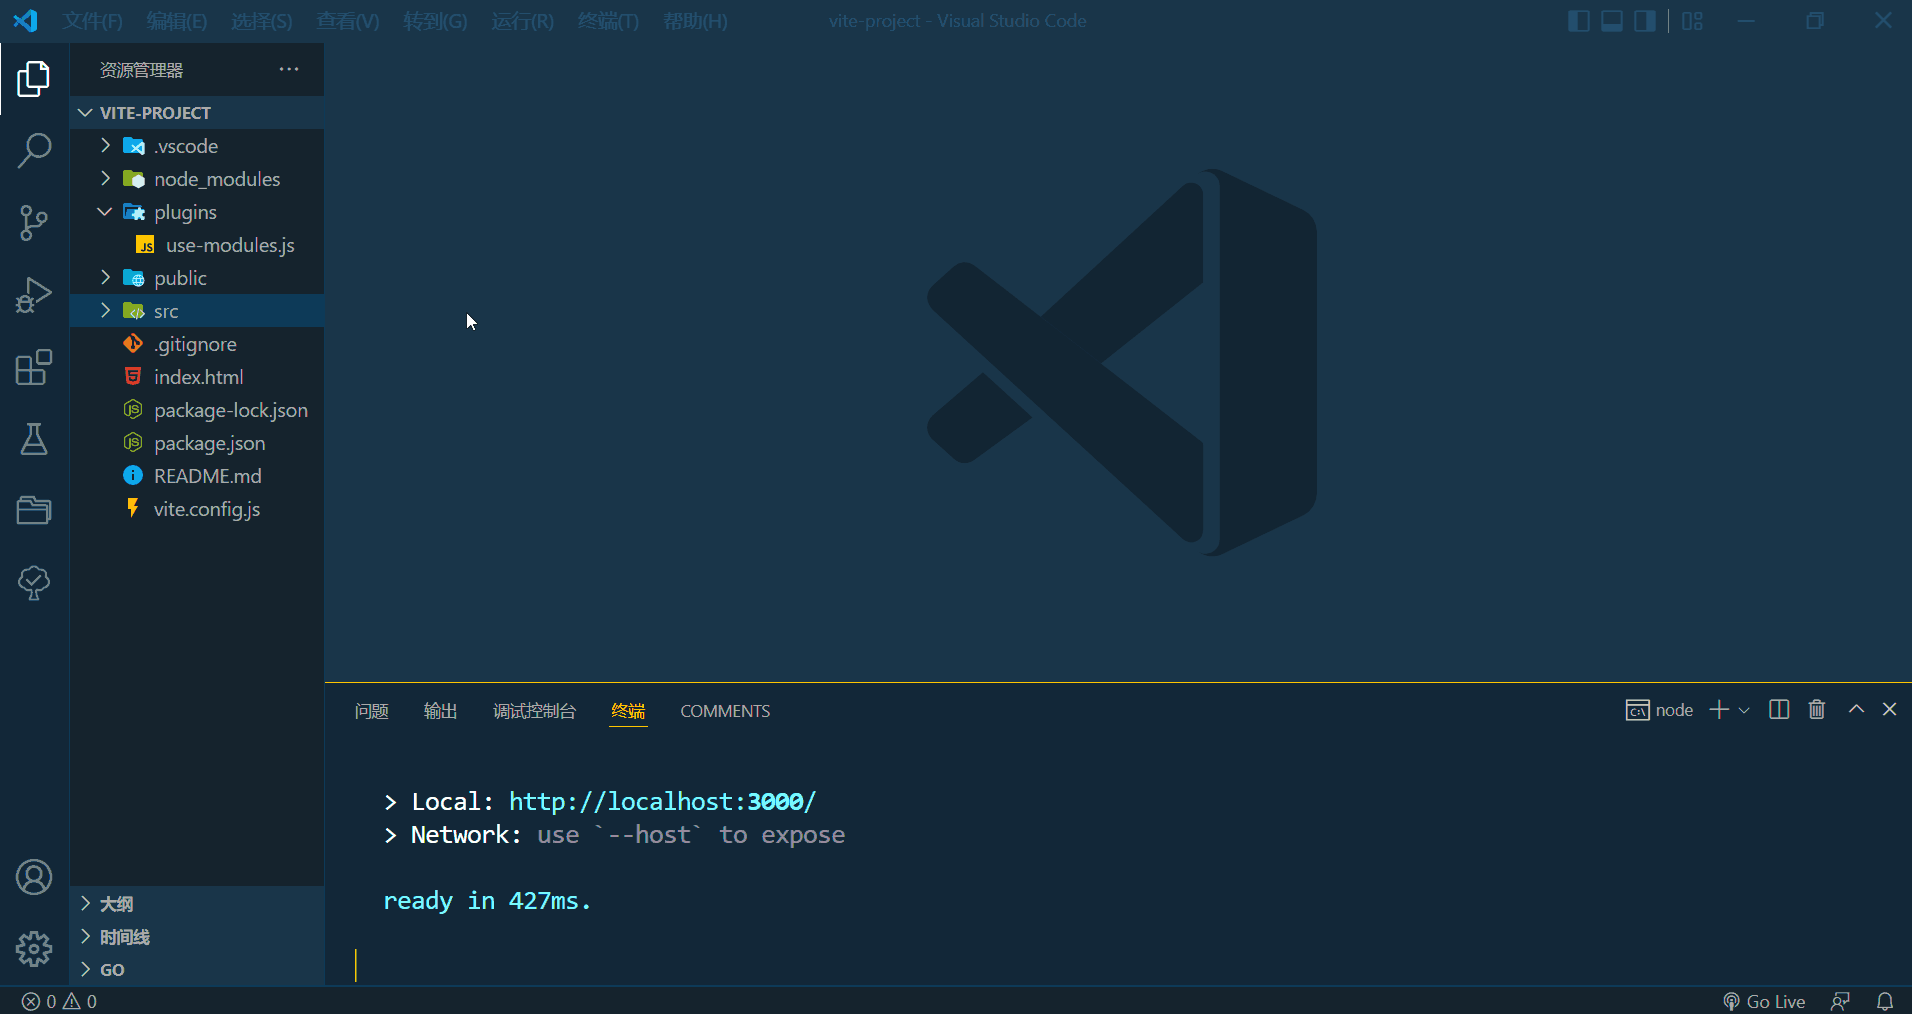 文件(F) 编辑(E) 选择(S) 查看(V) 转到(G) 运行(R) 终端(T) 帮助(H) vite-project - Visual Studio Code
资源管理器
VITE-PROJECT
.vscode
node_modules
plugins
JS use-modules.js
public
src
.gitignore
index.html
package-lock.json
package.json
README.md
vite.config.js
大纲
时间线
GO
问题 输出 调试控制台 终端 COMMENTS node
> Local: http://localhost:3000/
> Network: use `--host` to expose
ready in 427ms.
0 0 Go Live